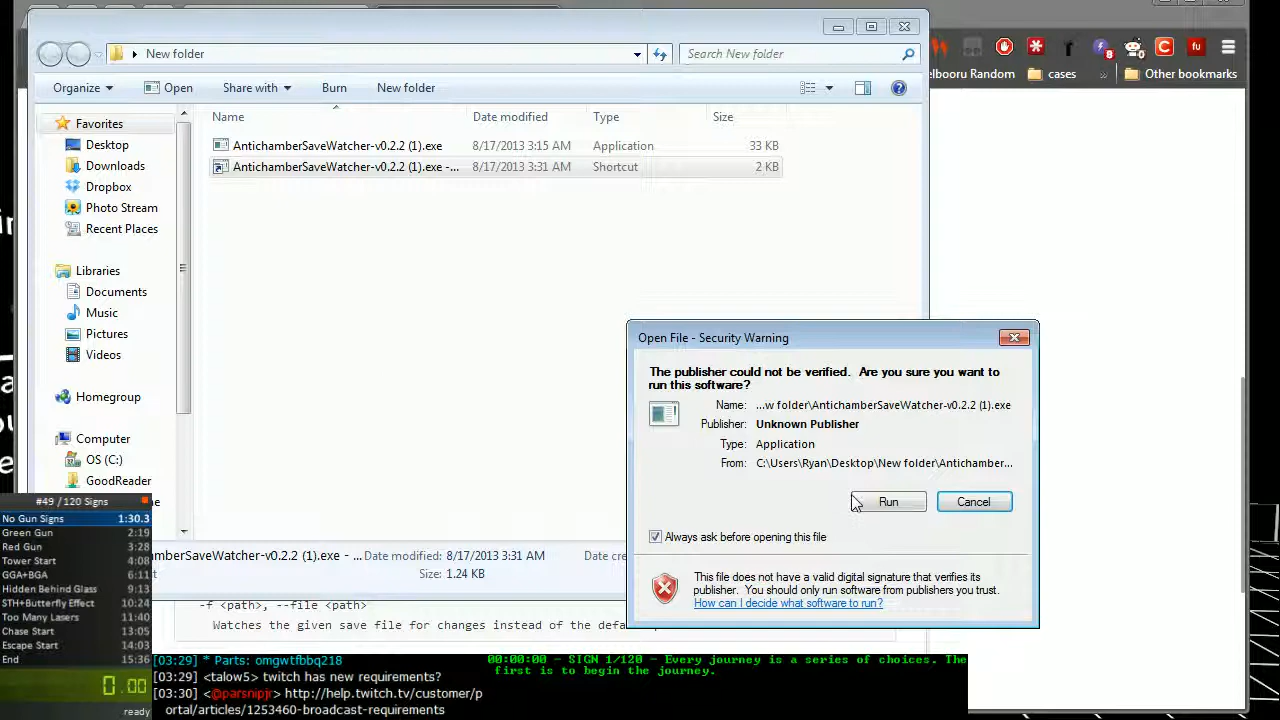 New folder
Search New folder
Organize
Open
Share with
Burn
New folder
Name
Date modified
Type
Size
Favorites
Desktop
Downloads
Dropbox
Photo Stream
Recent Places
Libraries
Documents
Music
Pictures
Videos
Homegroup
Computer
OS (C:)
GoodReader
AntichamberSaveWatcher-v0.2.2 (1).exe 8/17/2013 3:15 AM Application 33 KB
AntichamberSaveWatcher-v0.2.2 (1).exe -... 8/17/2013 3:31 AM Shortcut 2 KB
elbooru Random
cases
»
Other bookmarks
8
0
fu
Open File - Security Warning
The publisher could not be verified. Are you sure you want to
run this software?
Name: ...w folder\AntichamberSaveWatcher-v0.2.2 (1).exe
Publisher: Unknown Publisher
Type: Application
From: C:\Users\Ryan\Desktop\New folder\Antichamber...
Run
Cancel
Always ask before opening this file
This file does not have a valid digital signature that verifies its
publisher. You should only run software from publishers you trust.
How can I decide what software to run?
mberSaveWatcher-v0.2.2 (1).exe - ... Date modified: 8/17/2013 3:31 AM Date cre
Size: 1.24 KB
-f <path>, --file <path>
Watches the given save file for changes instead of the defa
#49 / 120 Signs
No Gun Signs 1:30.3
Green Gun 2:19
Red Gun 3:28
Tower Start 4:08
GGA+BGA 6:11
Hidden Behind Glass 9:13
STH+Butterfly Effect 10:24
Too Many Lasers 11:40
Chase Start 13:05
Escape Start 14:03
End 15:36
0.00
ready
[03:29] * Parts: omgwtfbbq218
[03:29] <talow5> twitch has new requirements?
[03:30] <@parsnipjr> http://help.twitch.tv/customer/p
ortal/articles/1253460-broadcast-requirements
00:00:00 - SIGN 1/120 - Every journey is a series of choices. The
first is to begin the journey.